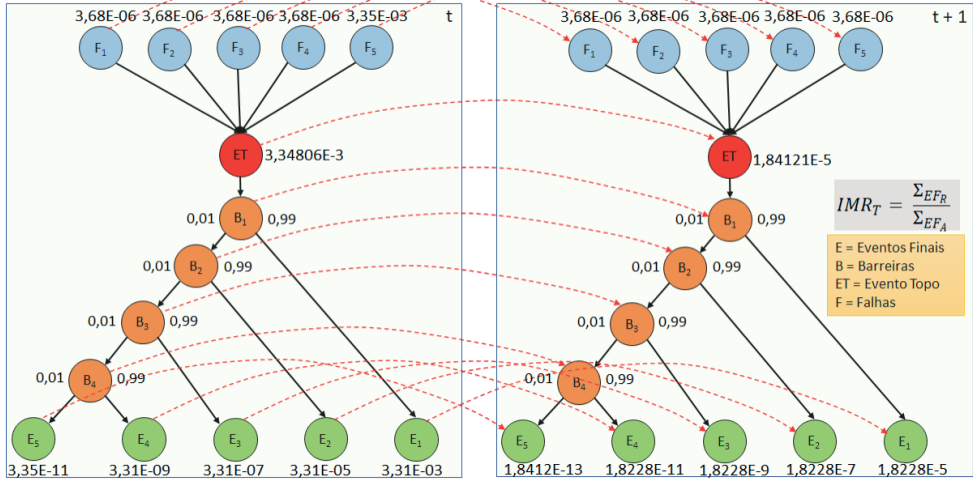 3,68E-06 3,68E-06 3,68E-06 3,68E-06 3,35E-03 t
F1 F2 F3 F4 F5
ET 3,34806E-3
0,01 B1 0,99
0,01 B2 0,99
0,01 B3 0,99
0,01 B4 0,99
E5 E4 E3 E2 E1
3,35E-11 3,31E-09 3,31E-07 3,31E-05 3,31E-03
3,68E-06 3,68E-06 3,68E-06 3,68E-06 3,68E-06 t + 1
F1 F2 F3 F4 F5
ET 1,84121E-5
0,01 B1 0,99
0,01 B2 0,99
0,01 B3 0,99
0,01 B4 0,99
E5 E4 E3 E2 E1
1,8412E-13 1,8228E-11 1,8228E-9 1,8228E-7 1,8228E-5
IMR_T = Σ_EF_R / Σ_EF_A
E = Eventos Finais
B = Barreiras
ET = Evento Topo
F = Falhas